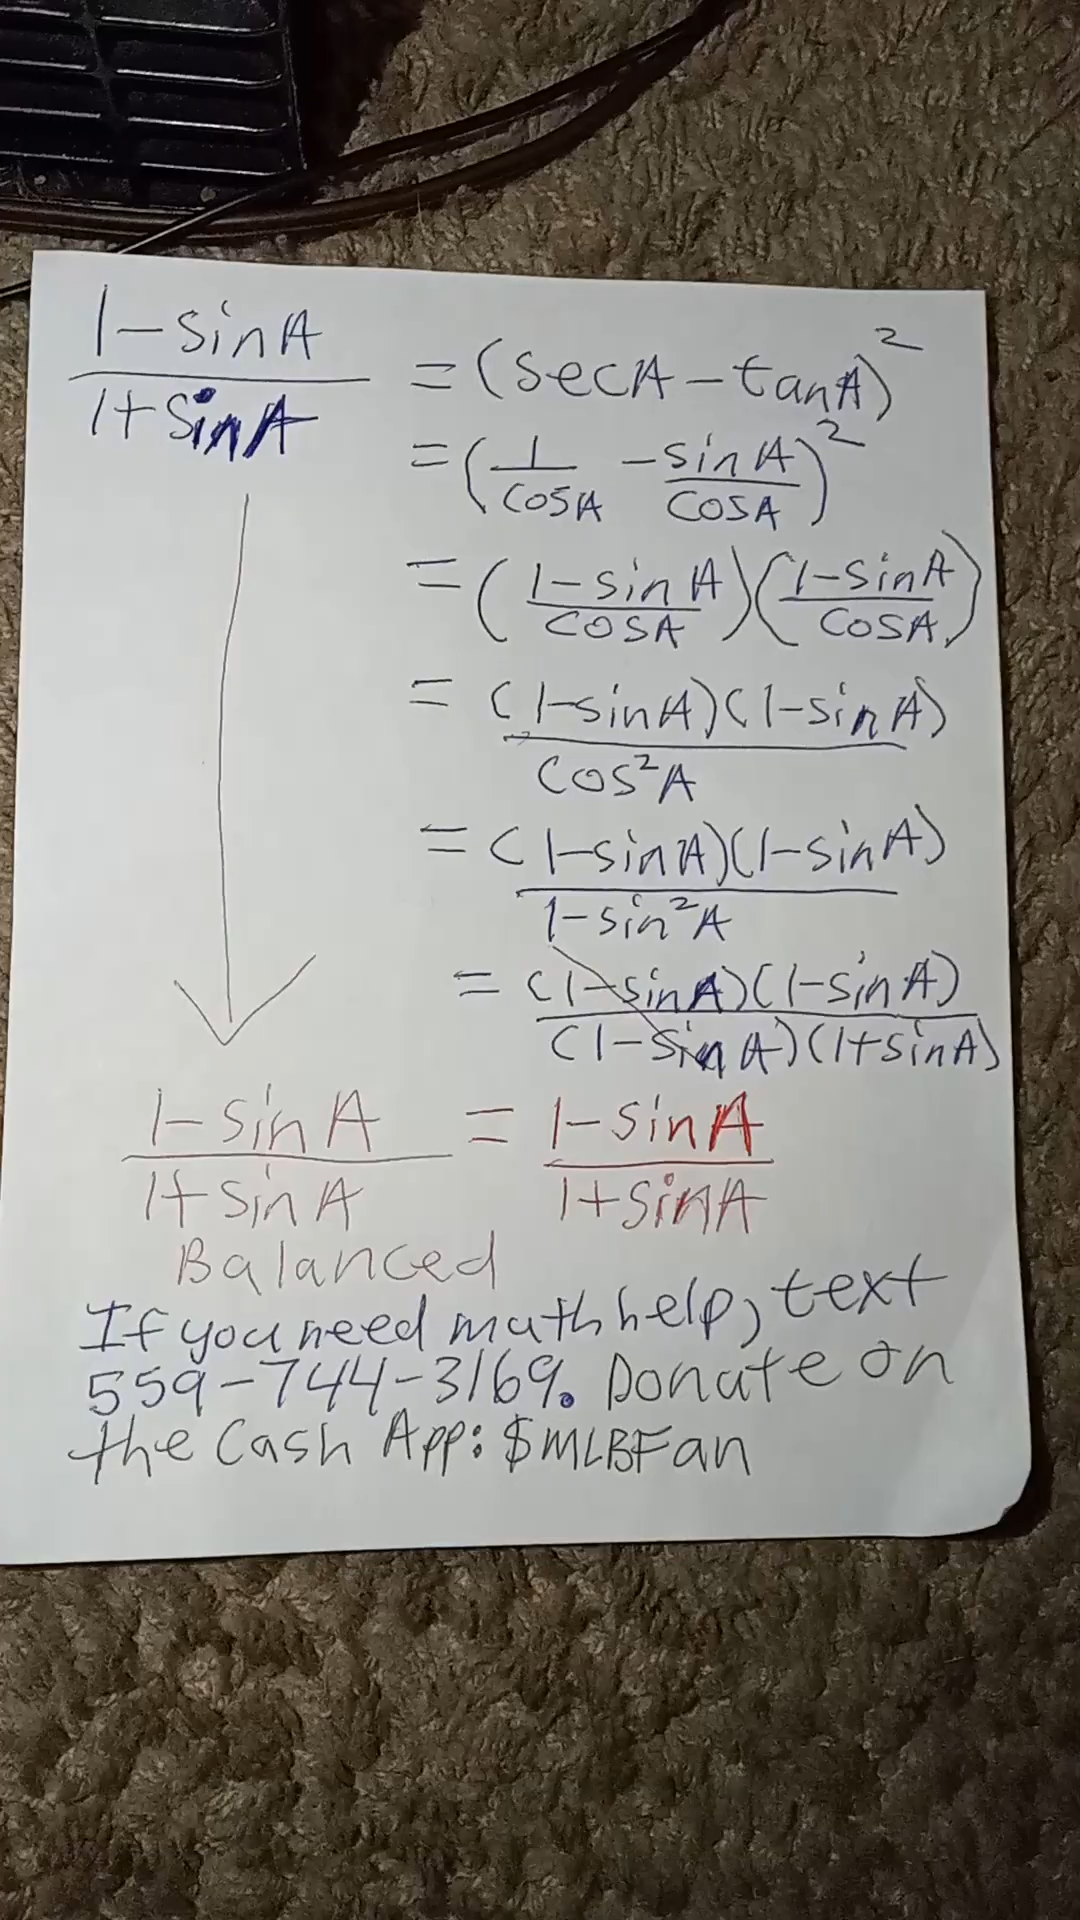 1-sinA
1+sinA
=(secA-tanA)²
=(1/cosA -sinA/cosA)²
=(1-sinA/cosA)(1-sinA/cosA)
=(1-sinA)(1-sinA)
cos²A
=(1-sinA)(1-sinA)
1-sin²A
=(1-sinA)(1-sinA)
(1-sinA)(1+sinA)
1-sinA = 1-sinA
1+sinA 1+sinA
Balanced
If you need math help, text
559-744-3169. Donate on
the Cash App: $MLBFan